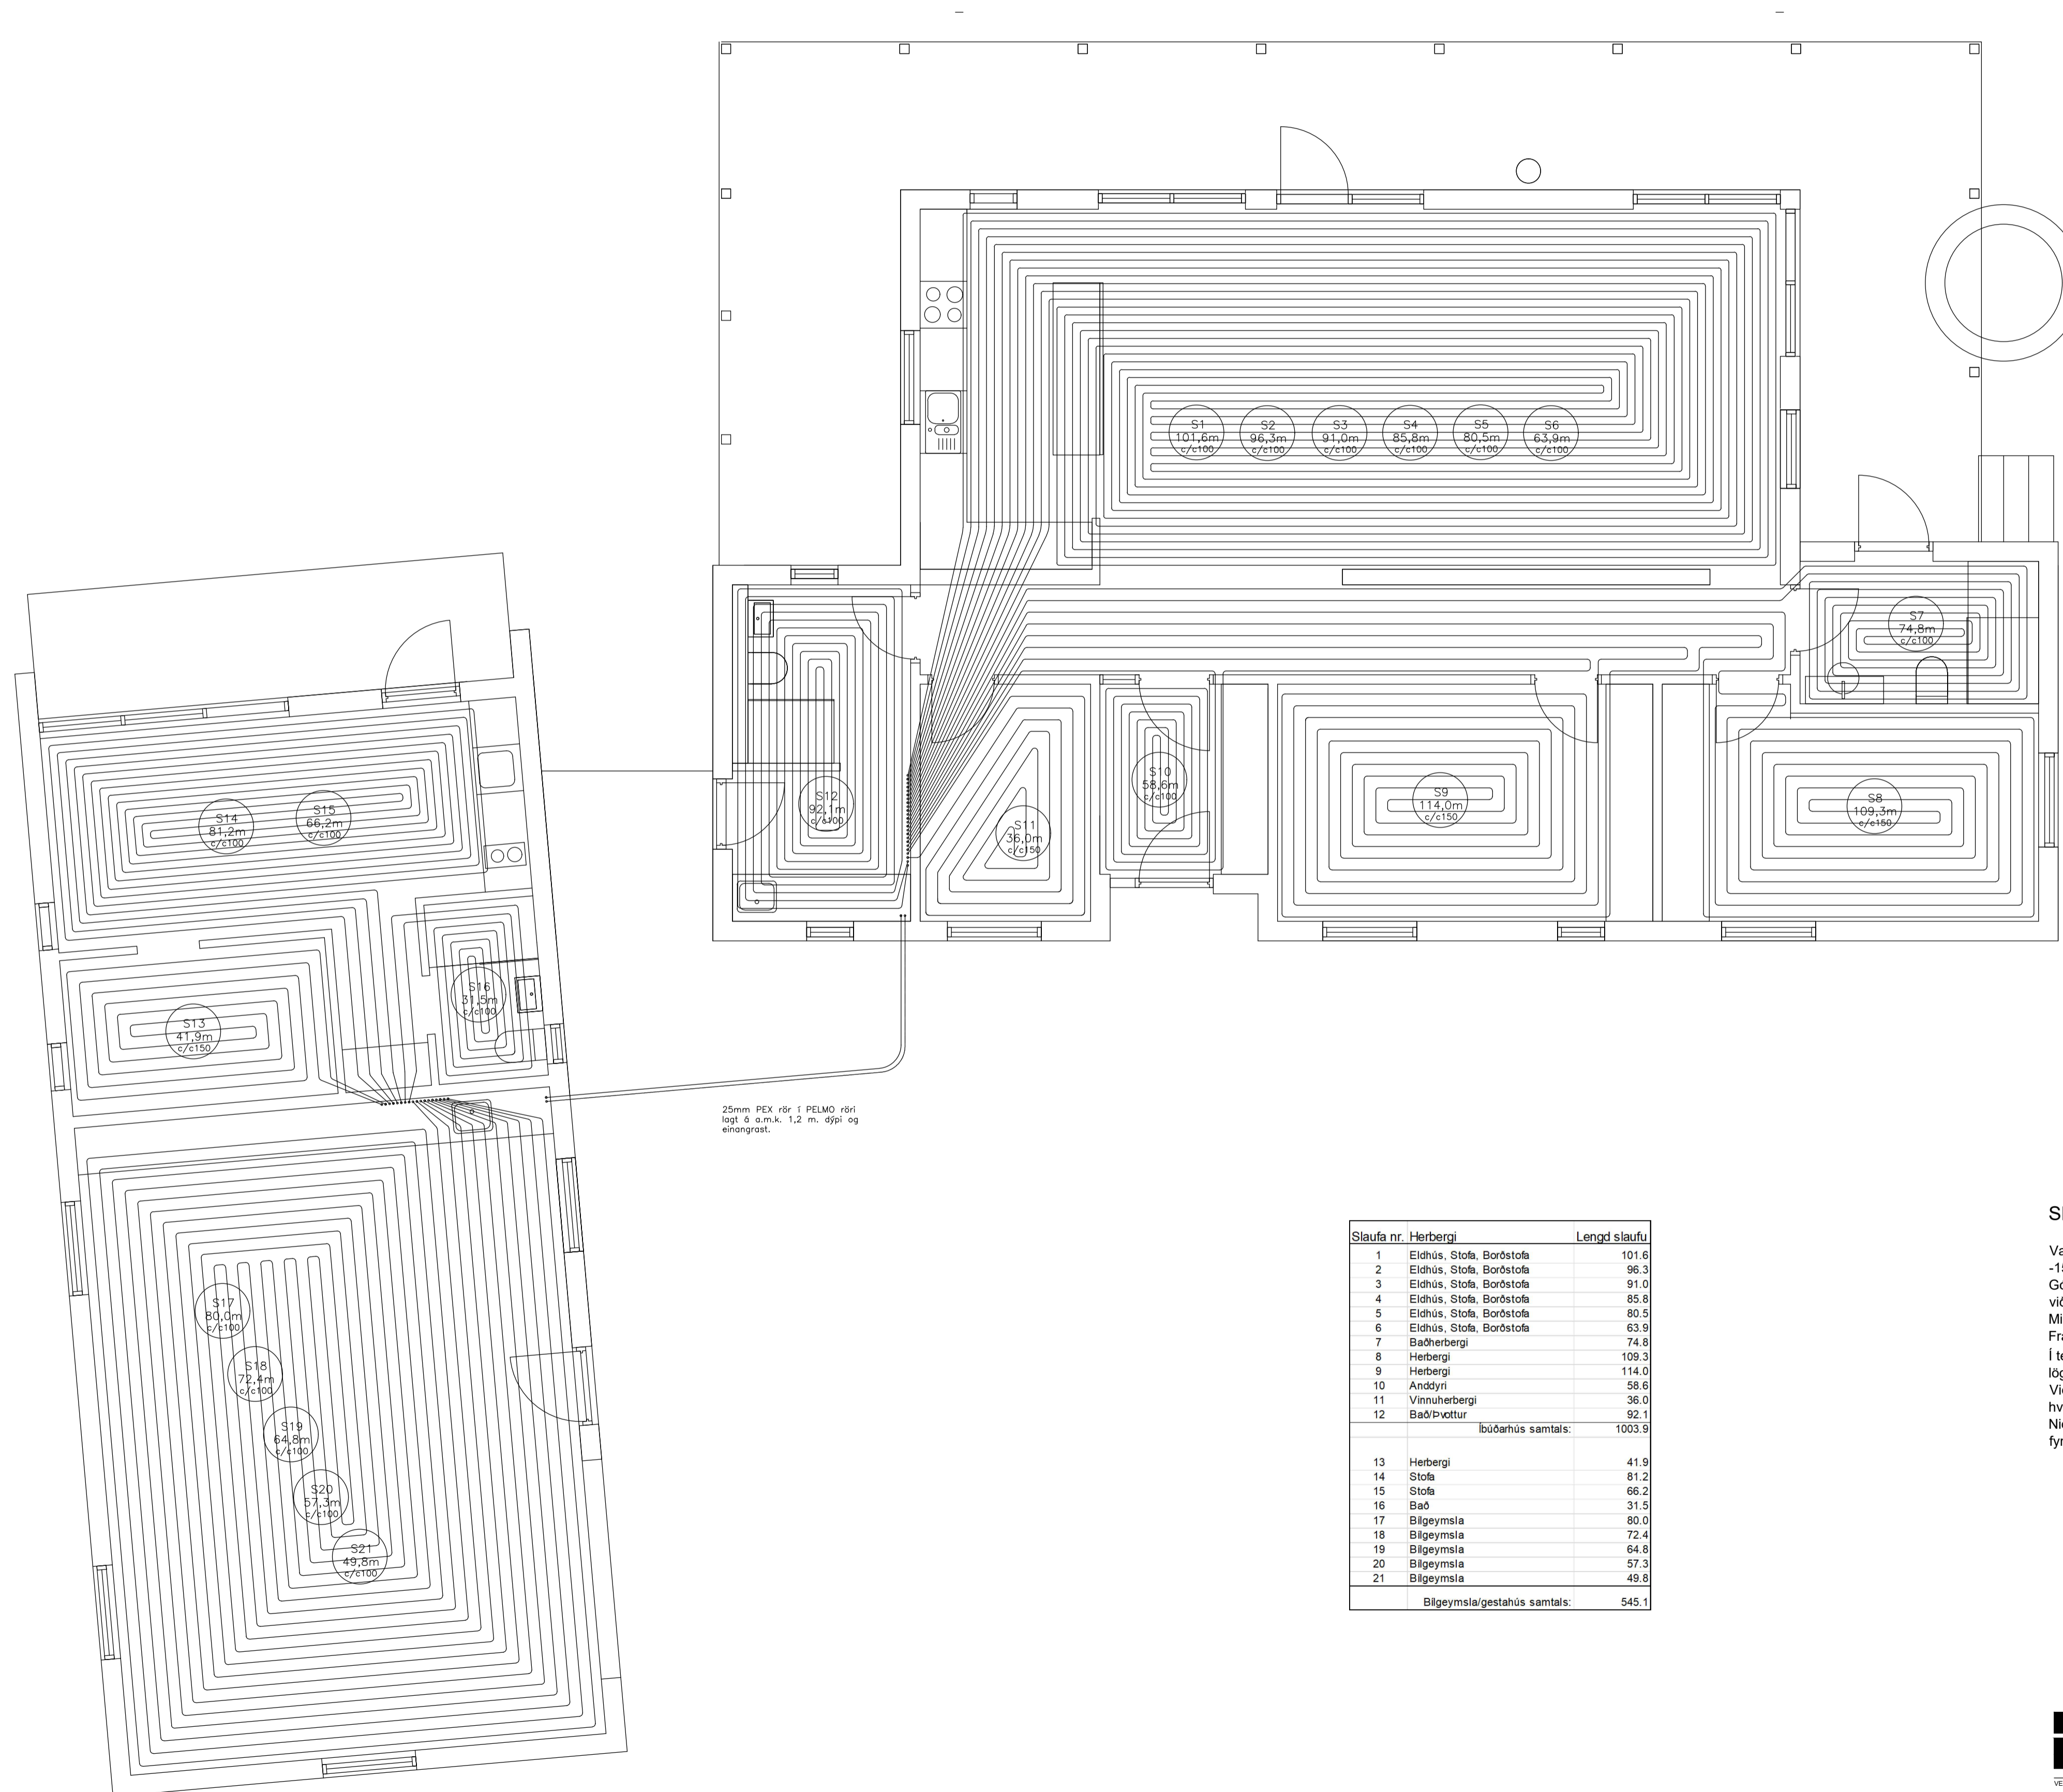 S1
101,6m
c/c100
S2
96,3m
c/c100
S3
91,0m
c/c100
S4
85,8m
c/c100
S5
80,5m
c/c100
S6
63,9m
c/c100
S7
74,8m
c/c100
S8
109,3m
c/c150
S9
114,0m
c/c150
S10
58,6m
c/c100
S11
36,0m
c/c150
S12
92,1m
c/c100
S14
81,2m
c/c100
S15
66,2m
c/c100
S16
31,5m
c/c100
S13
41,9m
c/c150
25mm PEX rör í PELMO röri
lagt á a.m.k. 1,2 m. dýpi og
einangrast.
S17
80,0m
c/c100
S18
72,4m
c/c100
S19
64,8m
c/c100
S20
57,3m
c/c100
S21
49,8m
c/c100
Slaufa nr. Herbergi Lengd slaufu
1 Eldhús, Stofa, Borðstofa 101.6
2 Eldhús, Stofa, Borðstofa 96.3
3 Eldhús, Stofa, Borðstofa 91.0
4 Eldhús, Stofa, Borðstofa 85.8
5 Eldhús, Stofa, Borðstofa 80.5
6 Eldhús, Stofa, Borðstofa 63.9
7 Baðherbergi 74.8
8 Herbergi 109.3
9 Herbergi 114.0
10 Anddyri 58.6
11 Vinnuherbergi 36.0
12 Bað/Þvottur 92.1
Íbúðarhús samtals: 1003.9
13 Herbergi 41.9
14 Stofa 81.2
15 Stofa 66.2
16 Bað 31.5
17 Bílgeymsla 80.0
18 Bílgeymsla 72.4
19 Bílgeymsla 64.8
20 Bílgeymsla 57.3
21 Bílgeymsla 49.8
Bílgeymsla/gestahús samtals: 545.1